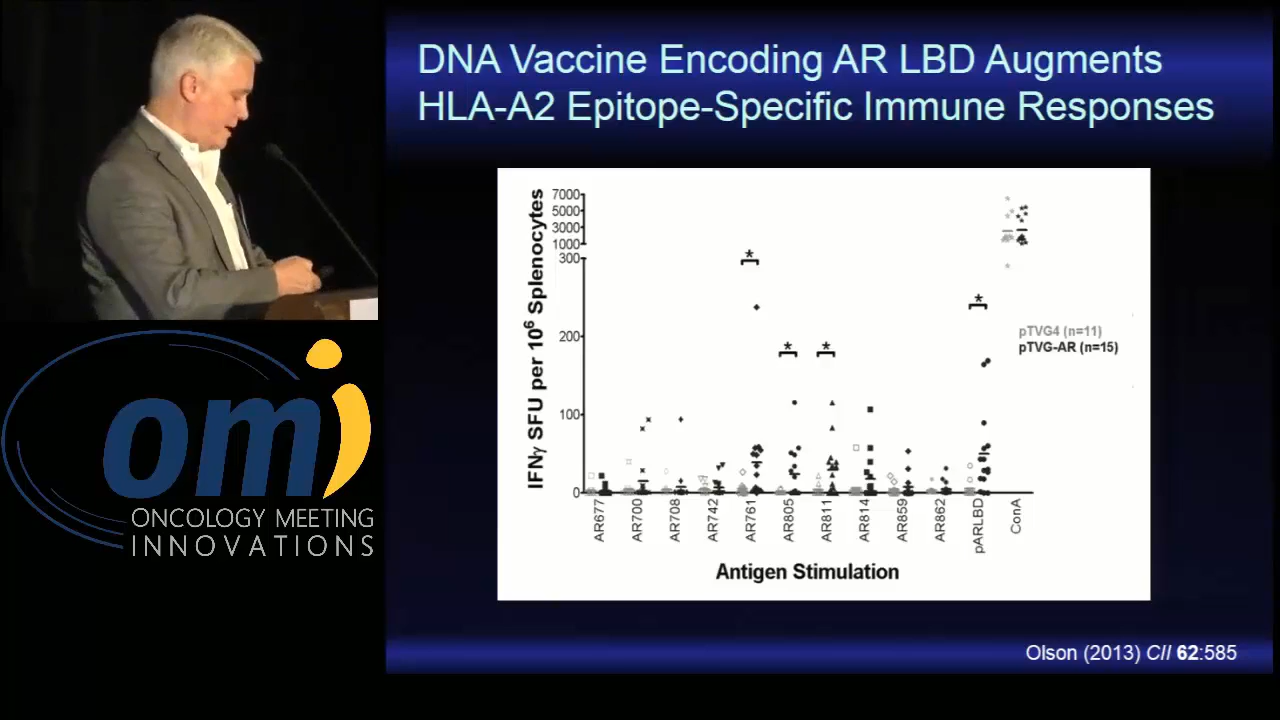 DNA Vaccine Encoding AR LBD Augments
HLA-A2 Epitope-Specific Immune Responses
IFNγ SFU per 10⁶ Splenocytes
7000
5000
3000
1000
300
200
100
0
*
*
*
*
pTVG4 (n=11)
pTVG-AR (n=15)
AR677
AR700
AR708
AR742
AR761
AR805
AR811
AR814
AR859
AR862
pARLBD
ConA
Antigen Stimulation
Olson (2013) CII 62:585
omi
ONCOLOGY MEETING
INNOVATIONS